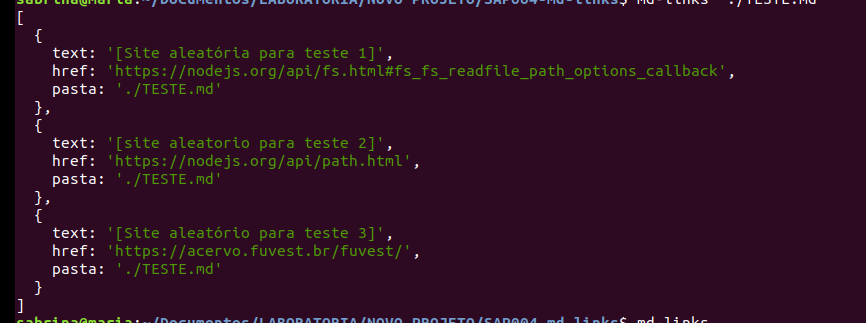 sabrina@maria:~/Documentos/LABORATORIA/NOVO PROJETO/SAP004-md-links$ md-links ./TESTE.md
[
  {
    text: '[Site aleatória para teste 1]',
    href: 'https://nodejs.org/api/fs.html#fs_fs_readfile_path_options_callback',
    pasta: './TESTE.md'
  },
  {
    text: '[site aleatorio para teste 2]',
    href: 'https://nodejs.org/api/path.html',
    pasta: './TESTE.md'
  },
  {
    text: '[Site aleatório para teste 3]',
    href: 'https://acervo.fuvest.br/fuvest/',
    pasta: './TESTE.md'
  }
]
sabrina@maria:~/Documentos/LABORATORIA/NOVO PROJETO/SAP004-md-links$ md-links